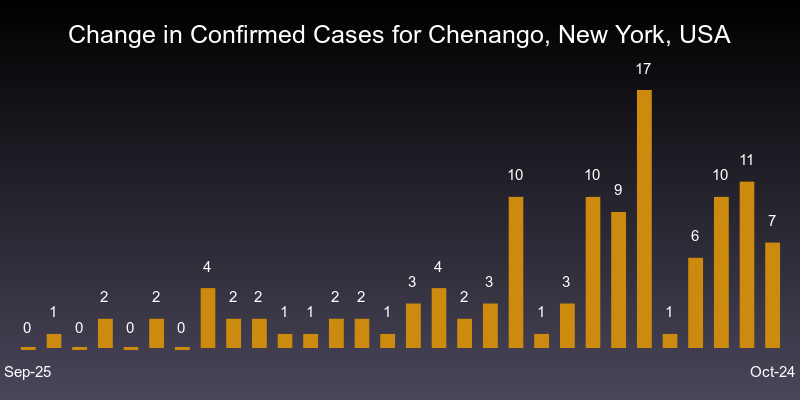 Change in Confirmed Cases for Chenango, New York, USA
0 1 0 2 0 2 0 4 2 2 1 1 2 2 1 3 4 2 3 10 1 3 10 9 17 1 6 10 11 7
Sep-25 Oct-24